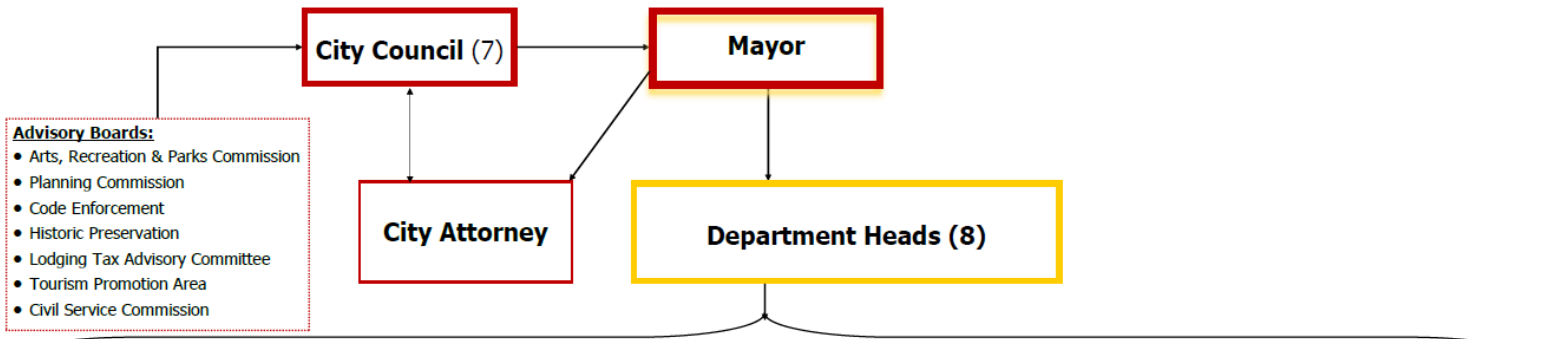 City Council (7)
Mayor
Advisory Boards:
• Arts, Recreation & Parks Commission
• Planning Commission
• Code Enforcement
• Historic Preservation
• Lodging Tax Advisory Committee
• Tourism Promotion Area
• Civil Service Commission
City Attorney
Department Heads (8)